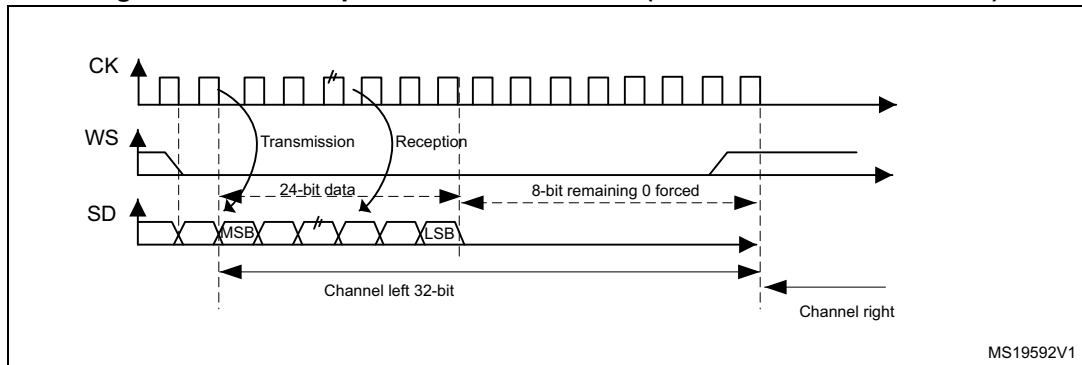 CK
WS
Transmission
Reception
24-bit data
8-bit remaining 0 forced
SD
MSB
LSB
Channel left 32-bit
Channel right
MS19592V1